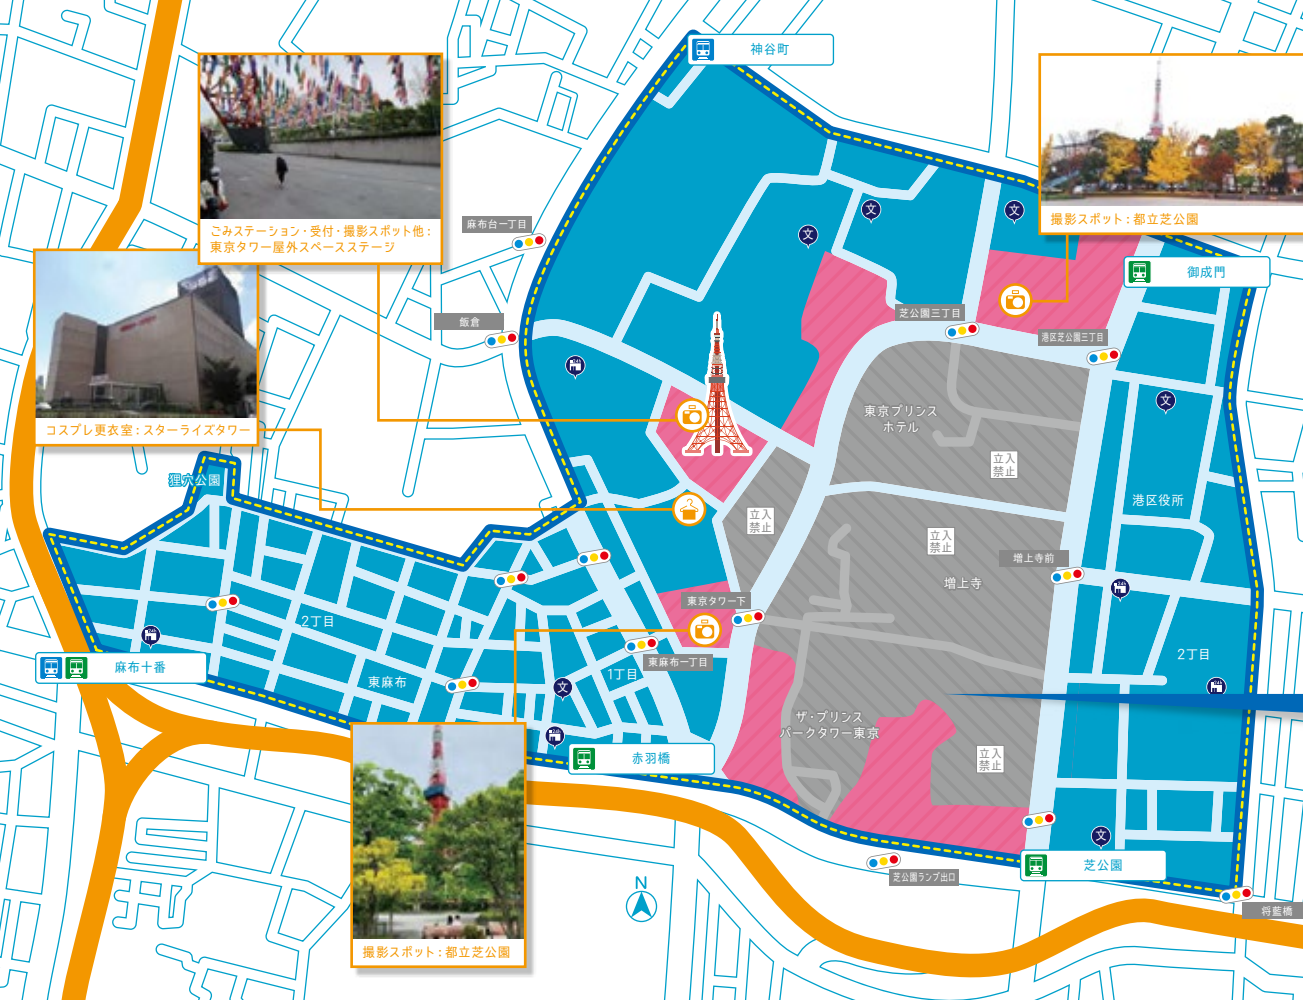 神谷町
撮影スポット：都立芝公園
ごみステーション・受付・撮影スポット他：
東京タワー屋外スペースステージ
麻布台一丁目
文
文
文
御成門
飯倉
芝公園三丁目
港区芝公園三丁目
コスプレ更衣室：スターライズタワー
東京プリンス
ホテル
文
立入
禁止
狸穴公園
港区役所
立入
禁止
立入
禁止
増上寺前
増上寺
東京タワー下
2丁目
東麻布一丁目
2丁目
麻布十番
1丁目
東麻布
文
ザ・プリンス
パークタワー東京
赤羽橋
立入
禁止
文
芝公園
芝公園ランプ出口
N
将監橋
撮影スポット：都立芝公園